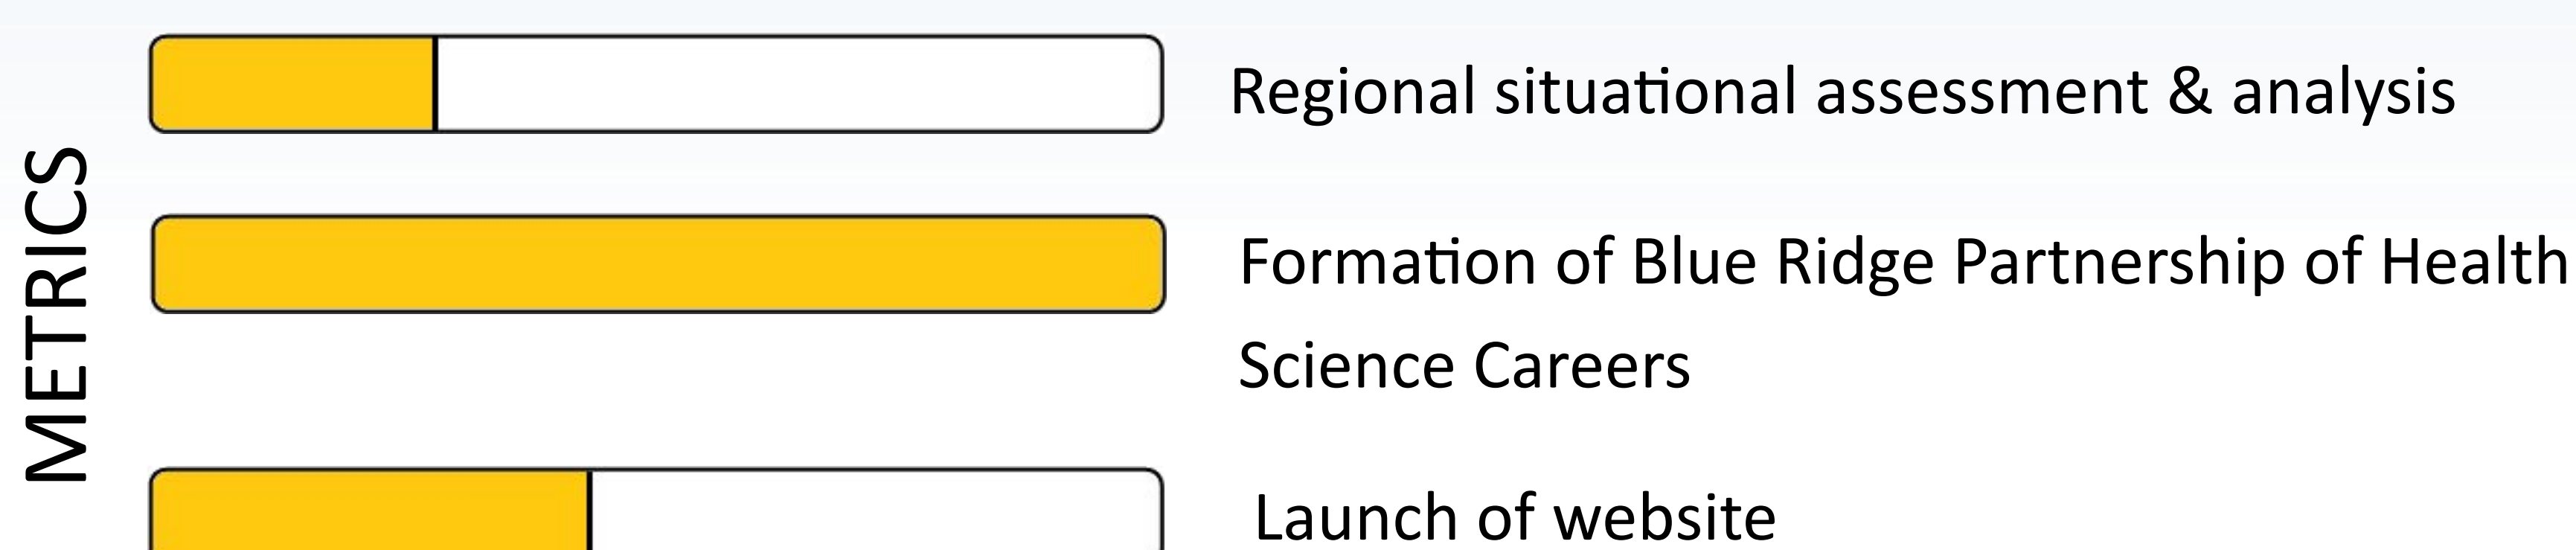 METRICS
Regional situational assessment & analysis
Formation of Blue Ridge Partnership of Health
Science Careers
Launch of website